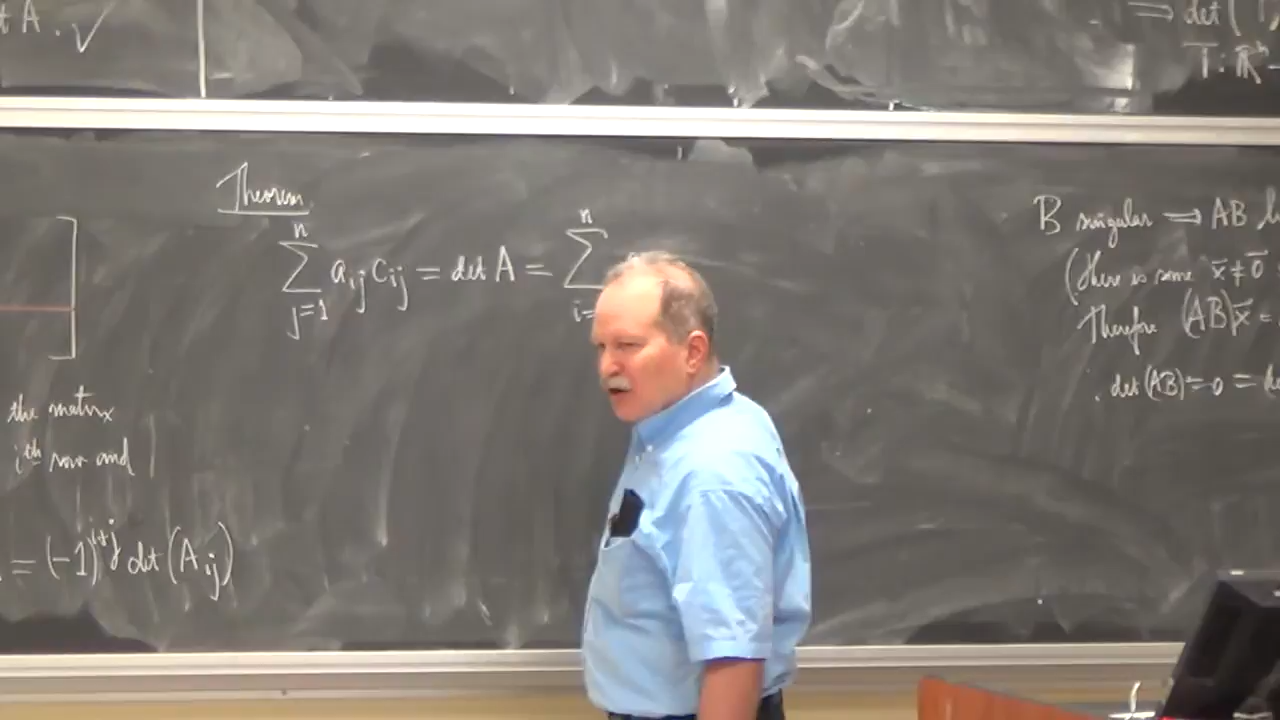 t A. √
⟹ det(
T: ℝ
Theorem
n
∑ a_ij c_ij = det A = ∑
j=1
n
i=
the matrix
i^th row and
= (-1)^{i+j} det(A_ij)
B singular ⟹ AB
(there is some x̄ ≠ 0̄
Therefore (AB)x̄ =
det(AB) = 0 =